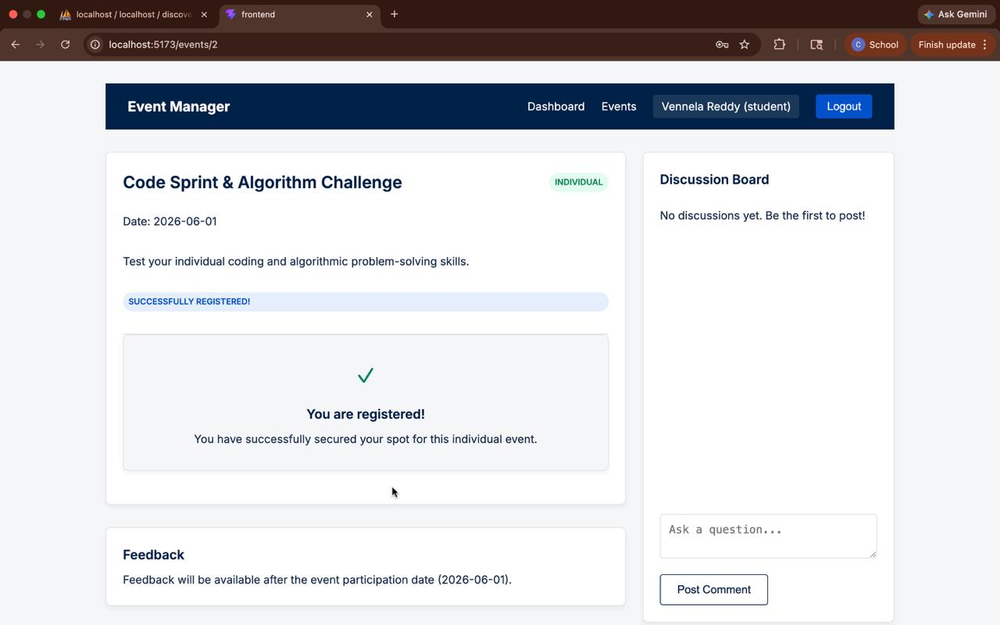 localhost / localhost / discove
frontend
Ask Gemini
localhost:5173/events/2
C
School
Finish update
Event Manager
Dashboard
Events
Vennela Reddy (student)
Logout
Code Sprint & Algorithm Challenge
INDIVIDUAL
Date: 2026-06-01
Test your individual coding and algorithmic problem-solving skills.
SUCCESSFULLY REGISTERED!
You are registered!
You have successfully secured your spot for this individual event.
Feedback
Feedback will be available after the event participation date (2026-06-01).
Discussion Board
No discussions yet. Be the first to post!
Ask a question...
Post Comment